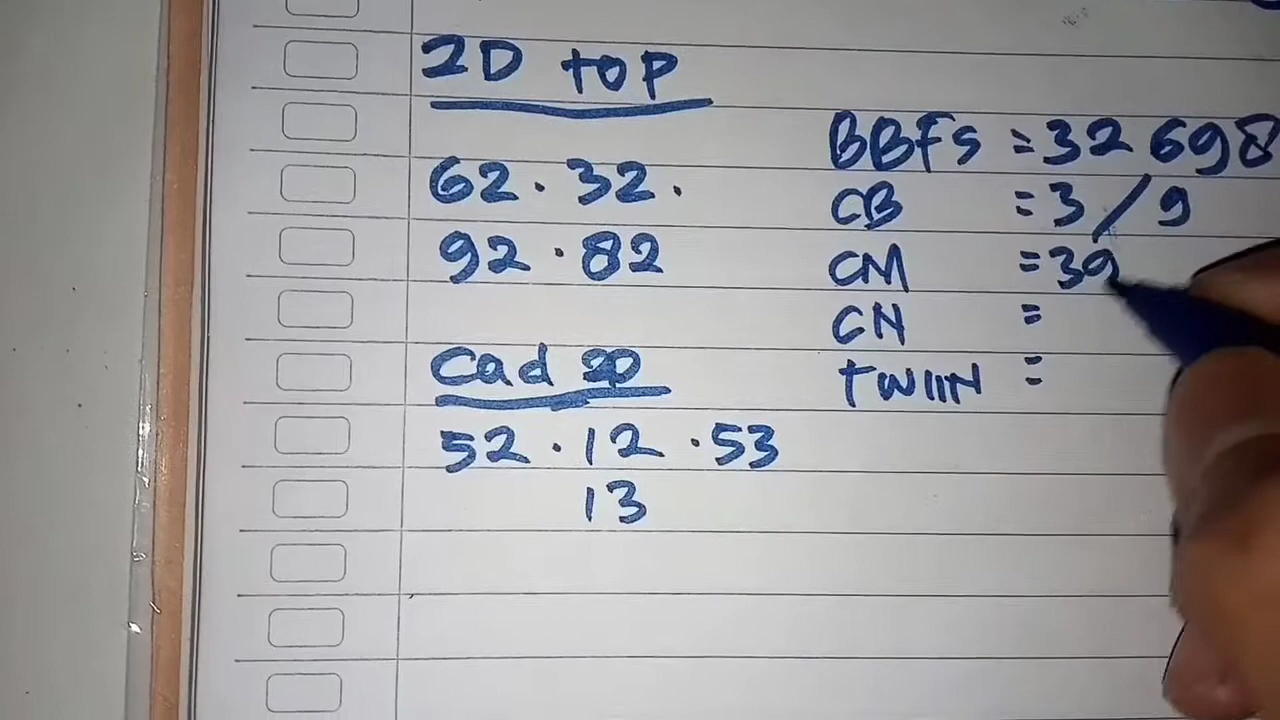 2D top
62 . 32 .
92 . 82
Cad 2D
52 . 12 . 53
13
BBFS = 32698
CB = 3 / 9
CM = 39
CN =
TWIIN =